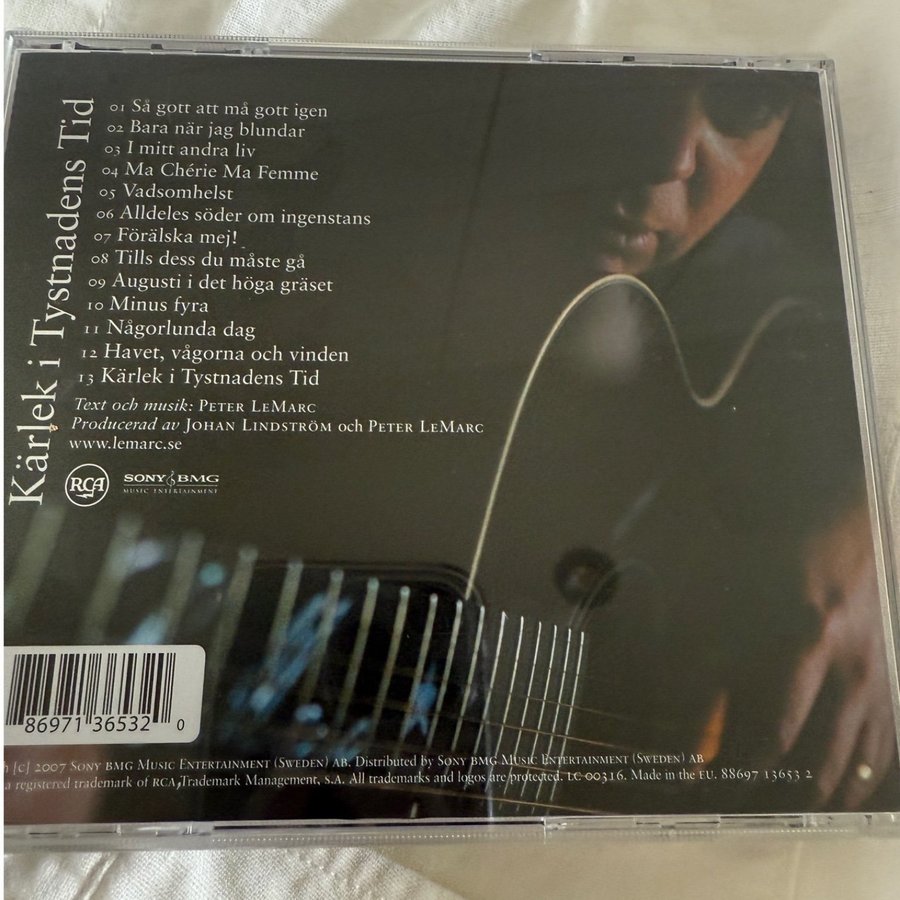 Kärlek i Tystnadens Tid
01 Så gott att må gott igen
02 Bara när jag blundar
03 I mitt andra liv
04 Ma Chérie Ma Femme
05 Vadsomhelst
06 Alldeles söder om ingenstans
07 Förälska mej!
08 Tills dess du måste gå
09 Augusti i det höga gräset
10 Minus fyra
11 Någorlunda dag
12 Havet, vågorna och vinden
13 Kärlek i Tystnadens Tid
Text och musik: Peter LeMarc
Producerad av Johan Lindström och Peter LeMarc
www.lemarc.se
RCA SONY BMG
MUSIC ENTERTAINMENT
86971 36532 0
[c] 2007 Sony BMG Music Entertainment (Sweden) AB. Distributed by Sony BMG Music Entertainment (Sweden) AB
a registered trademark of RCA Trademark Management, S.A. All trademarks and logos are protected. LC 00316. Made in the EU. 88697 13653 2